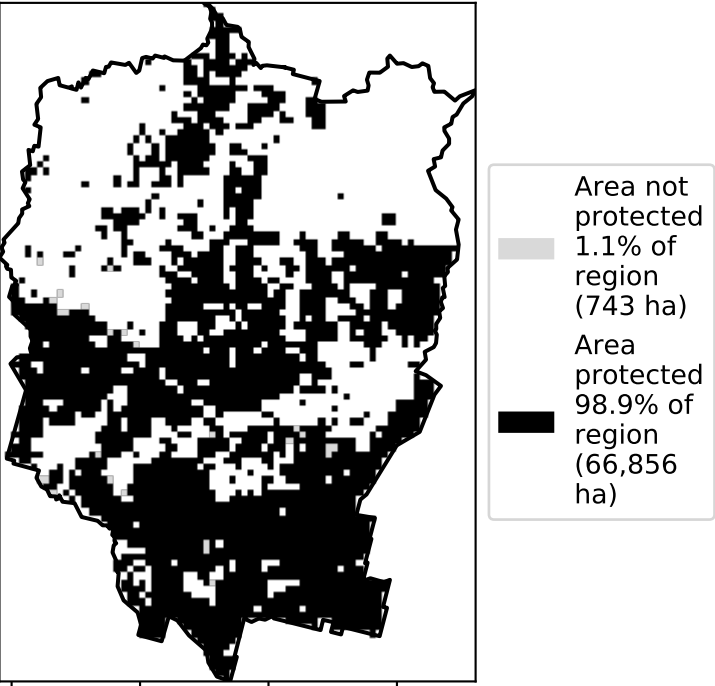 Area not
protected
1.1% of
region
(743 ha)
Area
protected
98.9% of
region
(66,856
ha)